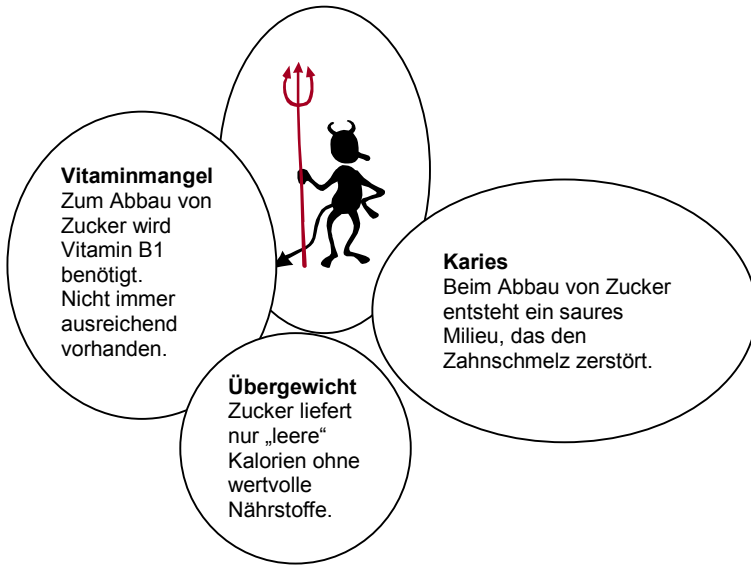 Vitaminmangel
Zum Abbau von
Zucker wird
Vitamin B1
benötigt.
Nicht immer
ausreichend
vorhanden.
Karies
Beim Abbau von Zucker
entsteht ein saures
Milieu, das den
Zahnschmelz zerstört.
Übergewicht
Zucker liefert
nur „leere“
Kalorien ohne
wertvolle
Nährstoffe.